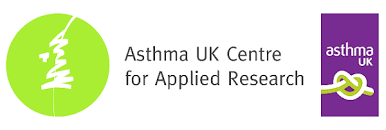 Asthma UK Centre
for Applied Research
asthma
UK